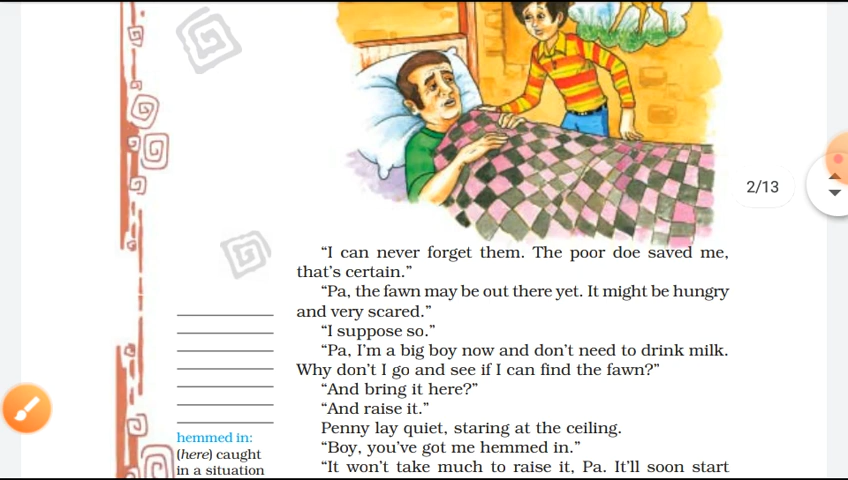 2/13
“I can never forget them. The poor doe saved me,
that’s certain.”
“Pa, the fawn may be out there yet. It might be hungry
and very scared.”
“I suppose so.”
“Pa, I’m a big boy now and don’t need to drink milk.
Why don’t I go and see if I can find the fawn?”
“And bring it here?”
“And raise it.”
Penny lay quiet, staring at the ceiling.
“Boy, you’ve got me hemmed in.”
“It won’t take much to raise it, Pa. It’ll soon start
hemmed in:
(here) caught
in a situation